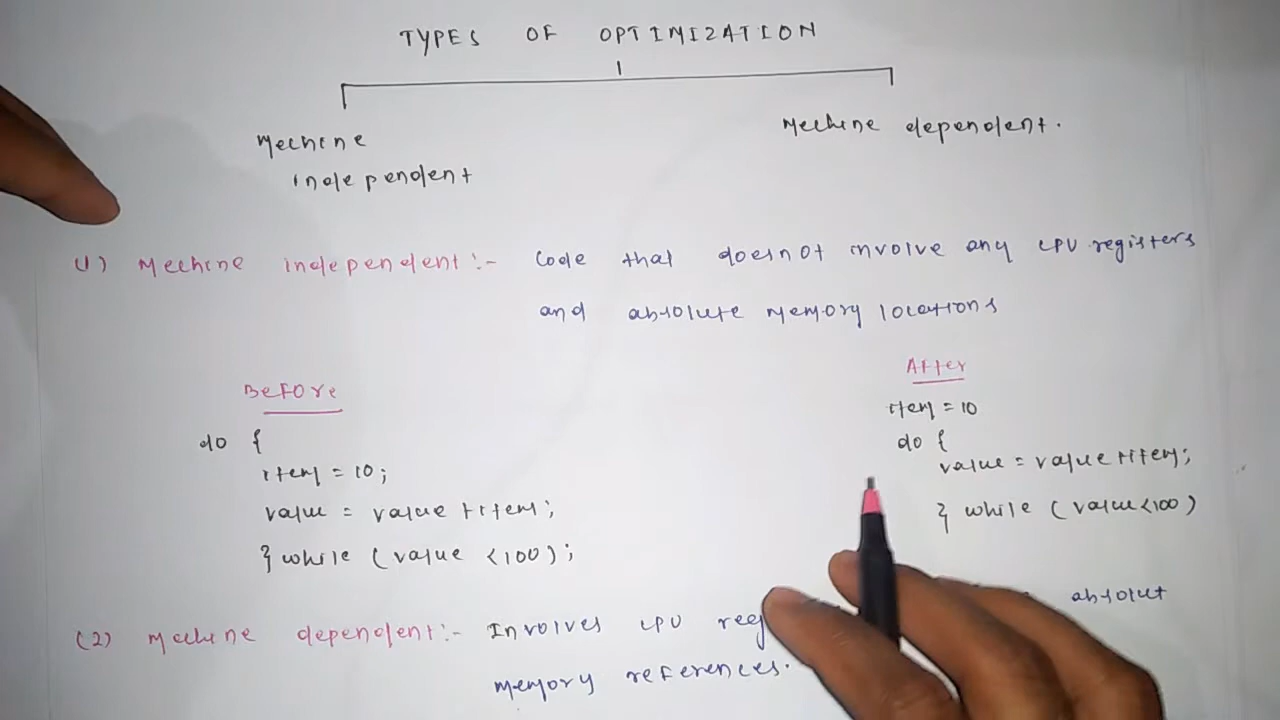 TYPES OF OPTIMIZATION
Machine
independent
Machine dependent.
(1) Machine independent :- Code that doesnot involve any CPU registers
and absolute memory locations
Before
do {
item = 10;
value = value + item;
} while (value < 100);
After
item = 10
do {
value = value + item;
} while (value < 100)
(2) Machine dependent :- Involves CPU reg absolut
memory references.